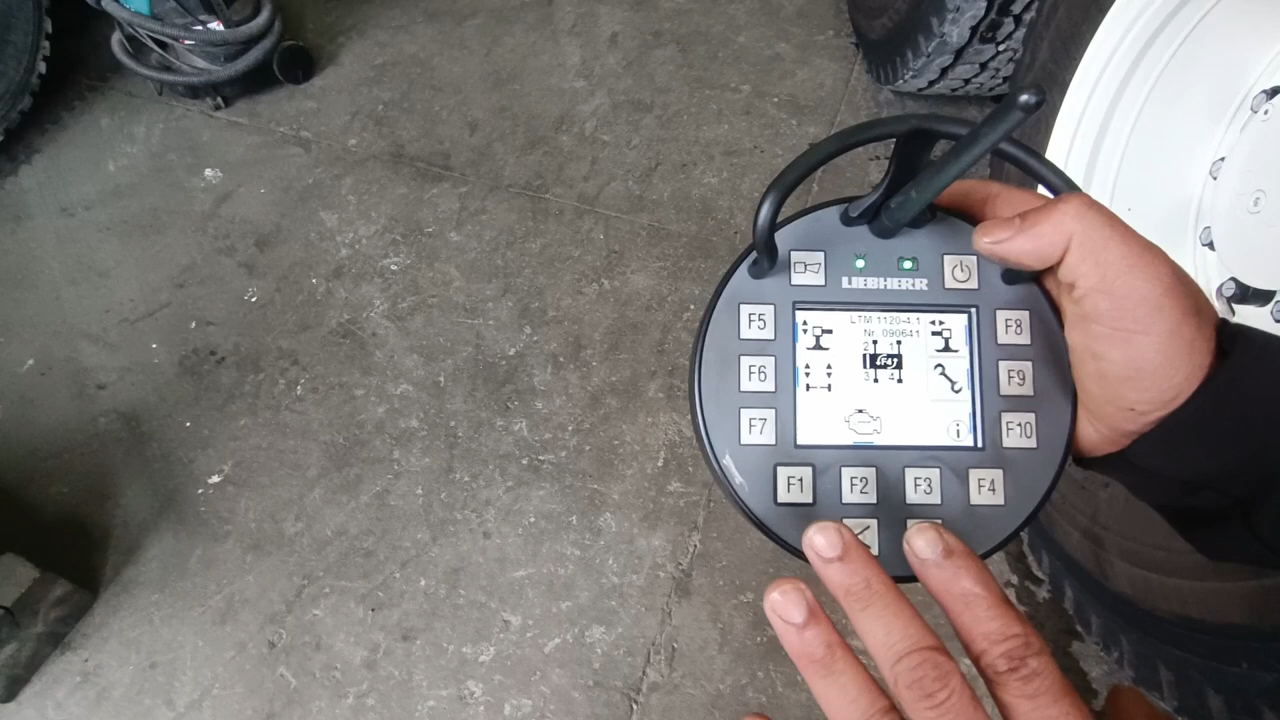 LIEBHERR
F5
F6
F7
LTM 1120-4.1
Nr. 090641
2 1
3 4
i
F8
F9
F10
F1 F2 F3 F4